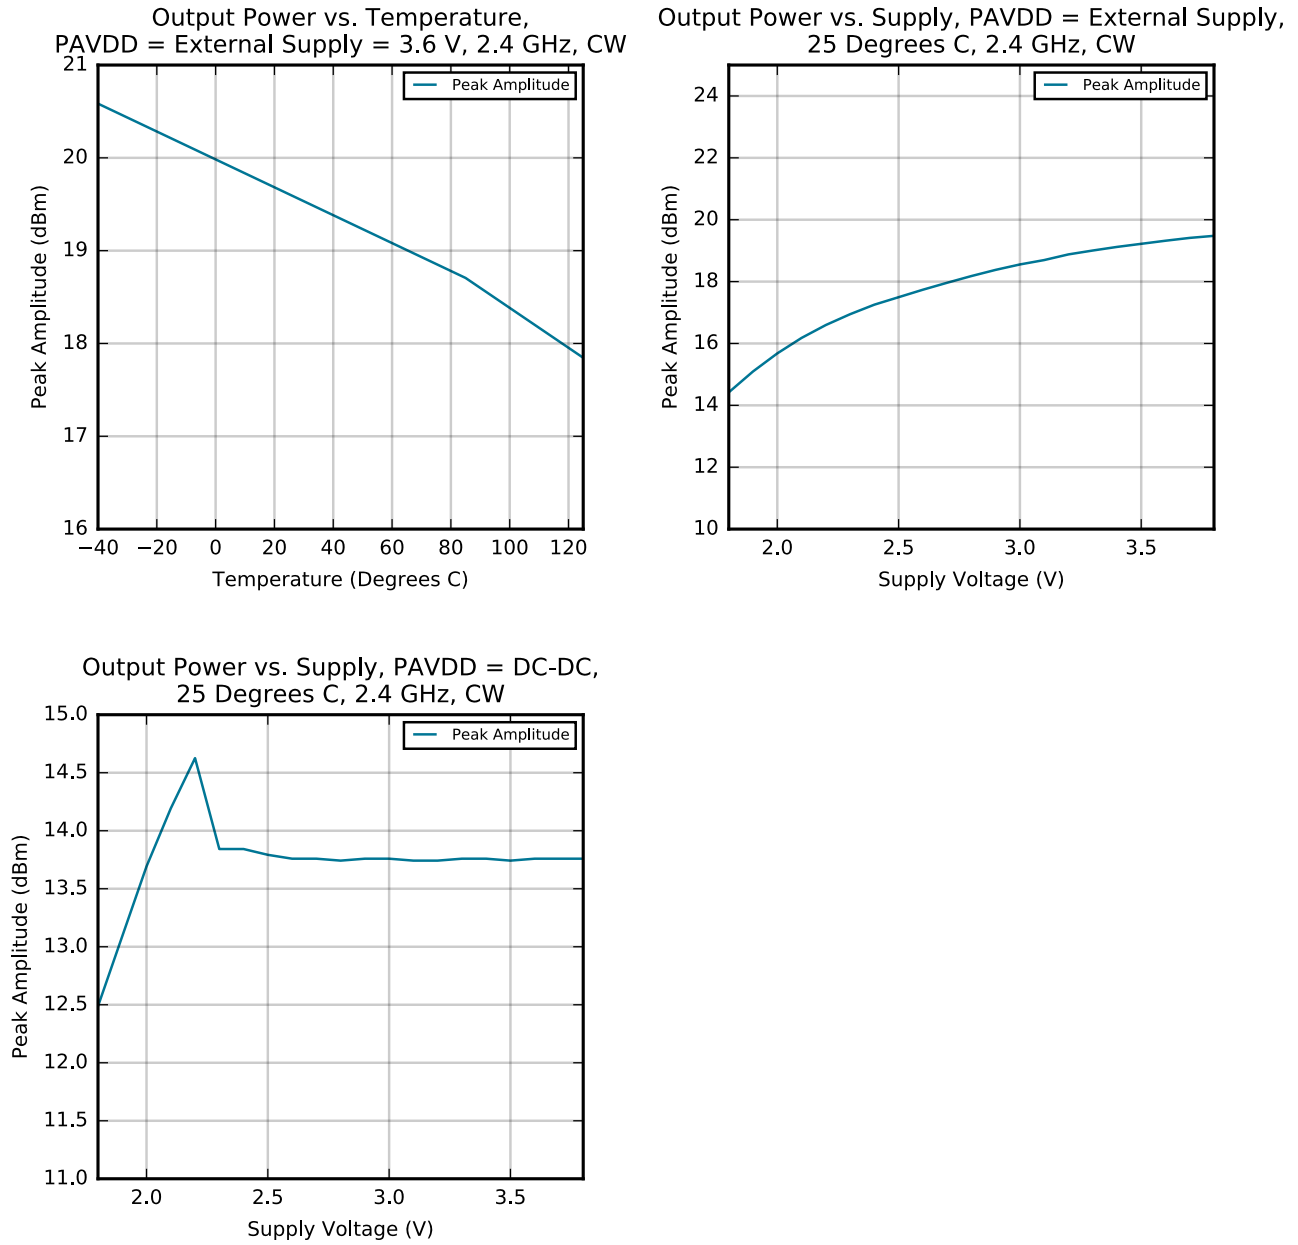 Output Power vs. Temperature,
PAVDD = External Supply = 3.6 V, 2.4 GHz, CW
Peak Amplitude
21
20
19
18
17
16
Peak Amplitude (dBm)
−40 −20 0 20 40 60 80 100 120
Temperature (Degrees C)
Output Power vs. Supply, PAVDD = External Supply,
25 Degrees C, 2.4 GHz, CW
Peak Amplitude
24
22
20
18
16
14
12
10
Peak Amplitude (dBm)
2.0 2.5 3.0 3.5
Supply Voltage (V)
Output Power vs. Supply, PAVDD = DC-DC,
25 Degrees C, 2.4 GHz, CW
Peak Amplitude
15.0
14.5
14.0
13.5
13.0
12.5
12.0
11.5
11.0
Peak Amplitude (dBm)
2.0 2.5 3.0 3.5
Supply Voltage (V)